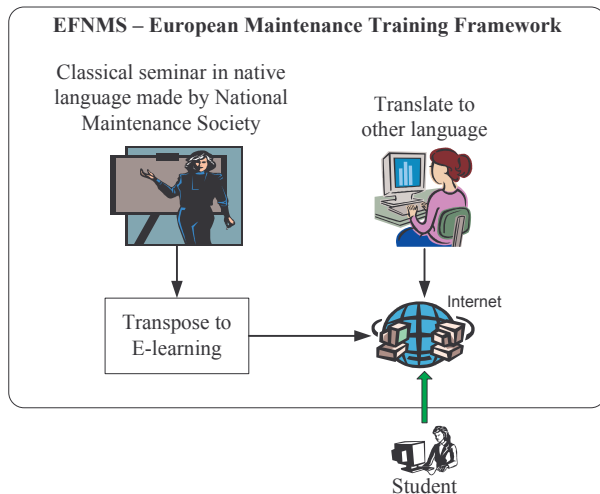 EFNMS – European Maintenance Training Framework
Classical seminar in native
language made by National
Maintenance Society
Translate to
other language
Transpose to
E-learning
Internet
Student